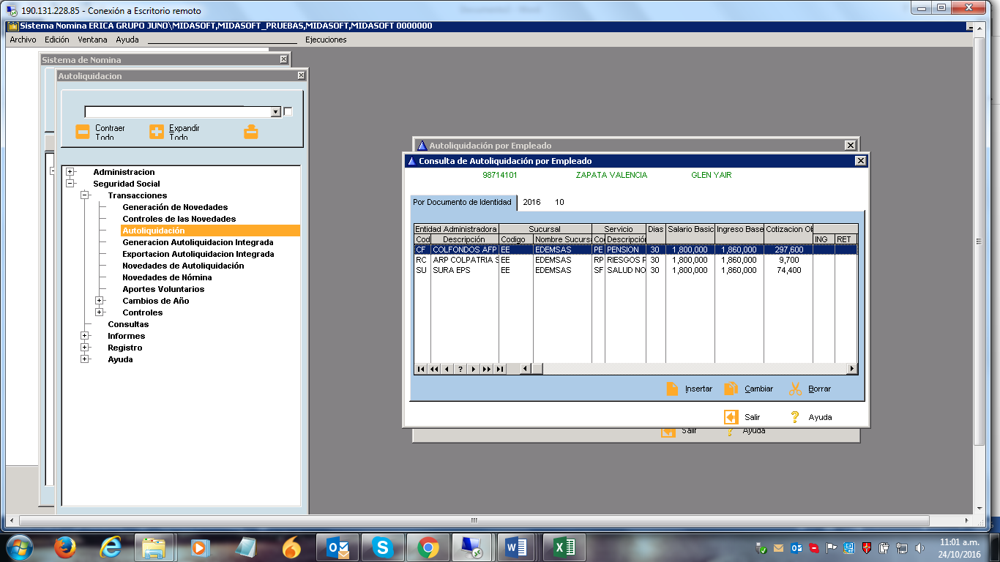 190.131.228.85 - Conexión a Escritorio remoto
Sistema Nomina ERICA GRUPO JUNO\MIDASOFT,MIDASOFT_PRUEBAS,MIDASOFT,MIDASOFT 0000000
Archivo Edición Ventana Ayuda Ejecuciones
Sistema de Nomina
Autoliquidacion
Contraer Todo
Expandir Todo
Administracion
Seguridad Social
Transacciones
Generación de Novedades
Controles de las Novedades
Autoliquidación
Generacion Autoliquidacion Integrada
Exportacion Autoliquidacion Integrada
Novedades de Autoliquidación
Novedades de Nómina
Aportes Voluntarios
Cambios de Año
Controles
Consultas
Informes
Registro
Ayuda
Autoliquidación por Empleado
Consulta de Autoliquidación por Empleado
98714101 ZAPATA VALENCIA GLEN YAIR
Por Documento de Identidad 2016 10
Entidad Administradora Sucursal Servicio Dias Salario Basic Ingreso Base Cotizacion Ol
Cod Descripción Codigo Nombre Sucurs Co Descripción ING RET
CF COLFONDOS AFP EE EDEMSAS PE PENSION 30 1,800,000 1,860,000 297,600
RC ARP COLPATRIA S EE EDEMSAS RP RIESGOS F 30 1,800,000 1,860,000 9,700
SU SURA EPS EE EDEMSAS SF SALUD NO 30 1,800,000 1,860,000 74,400
Insertar Cambiar Borrar
Salir Ayuda
Salir Ayuda
11:01 a.m.
24/10/2016